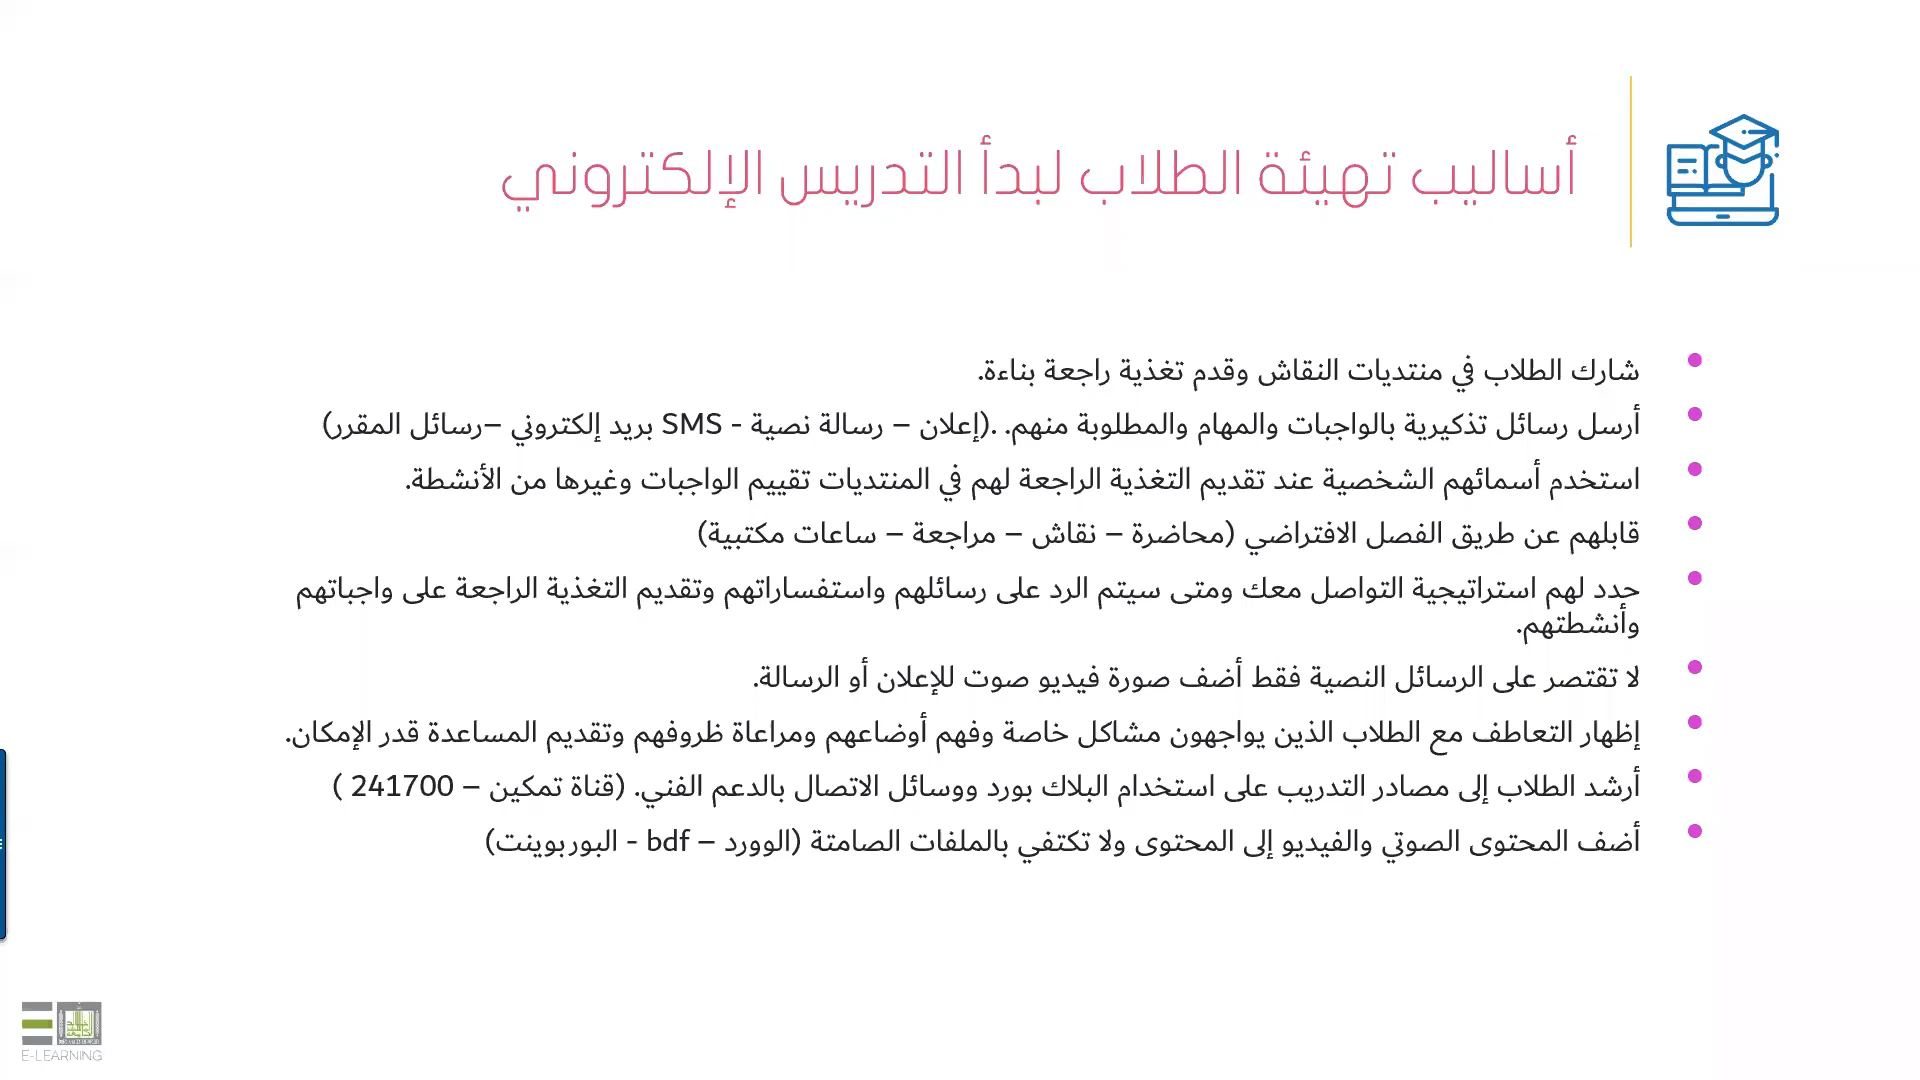 أساليب تهيئة الطلاب لبدأ التدريس الإلكتروني
شارك الطلاب في منتديات النقاش وقدم تغذية راجعة بناءة.
أرسل رسائل تذكيرية بالواجبات والمهام والمطلوبة منهم. .(إعلان – رسالة نصية - SMS بريد إلكتروني –رسائل المقرر)
استخدم أسمائهم الشخصية عند تقديم التغذية الراجعة لهم في المنتديات تقييم الواجبات وغيرها من الأنشطة.
قابلهم عن طريق الفصل الافتراضي (محاضرة – نقاش – مراجعة – ساعات مكتبية)
حدد لهم استراتيجية التواصل معك ومتى سيتم الرد على رسائلهم واستفساراتهم وتقديم التغذية الراجعة على واجباتهم
وأنشطتهم.
لا تقتصر على الرسائل النصية فقط أضف صورة فيديو صوت للإعلان أو الرسالة.
إظهار التعاطف مع الطلاب الذين يواجهون مشاكل خاصة وفهم أوضاعهم ومراعاة ظروفهم وتقديم المساعدة قدر الإمكان.
أرشد الطلاب إلى مصادر التدريب على استخدام البلاك بورد ووسائل الاتصال بالدعم الفني. (قناة تمكين – 241700 )
أضف المحتوى الصوتي والفيديو إلى المحتوى ولا تكتفي بالملفات الصامتة (الوورد – bdf - البوربوينت)
E-LEARNING